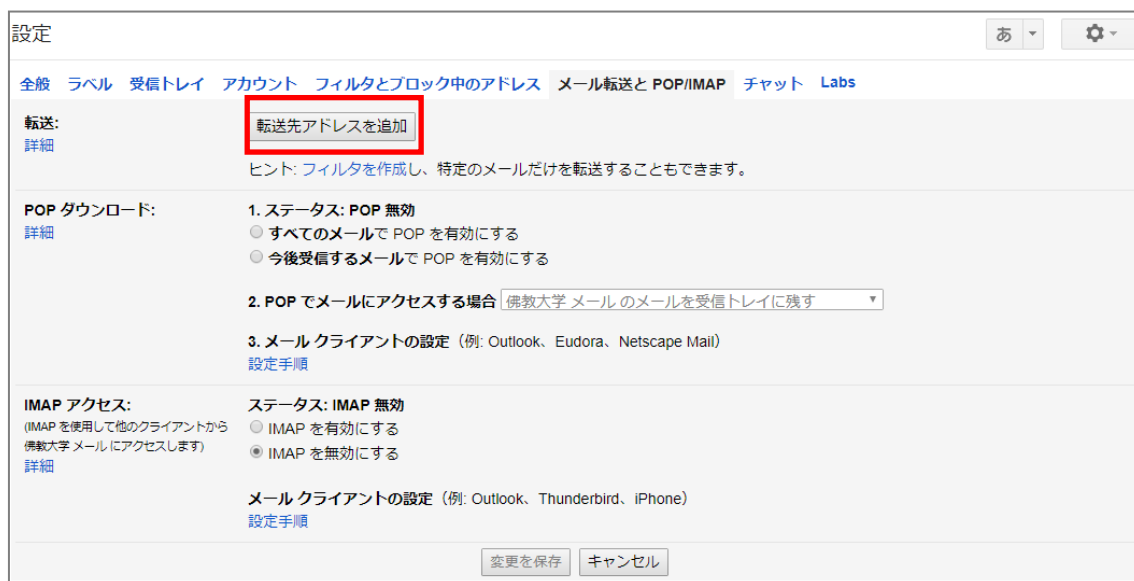 設定
あ
全般 ラベル 受信トレイ アカウント フィルタとブロック中のアドレス メール転送と POP/IMAP チャット Labs
転送: 転送先アドレスを追加
詳細
ヒント: フィルタを作成し、特定のメールだけを転送することもできます。
POP ダウンロード: 1. ステータス: POP 無効
詳細 すべてのメールで POP を有効にする
今後受信するメールで POP を有効にする
2. POP でメールにアクセスする場合 佛教大学 メール のメールを受信トレイに残す
3. メール クライアントの設定（例: Outlook、Eudora、Netscape Mail）
設定手順
IMAP アクセス: ステータス: IMAP 無効
(IMAP を使用して他のクライアントから IMAP を有効にする
佛教大学 メール にアクセスします) IMAP を無効にする
詳細
メール クライアントの設定（例: Outlook、Thunderbird、iPhone）
設定手順
変更を保存 キャンセル